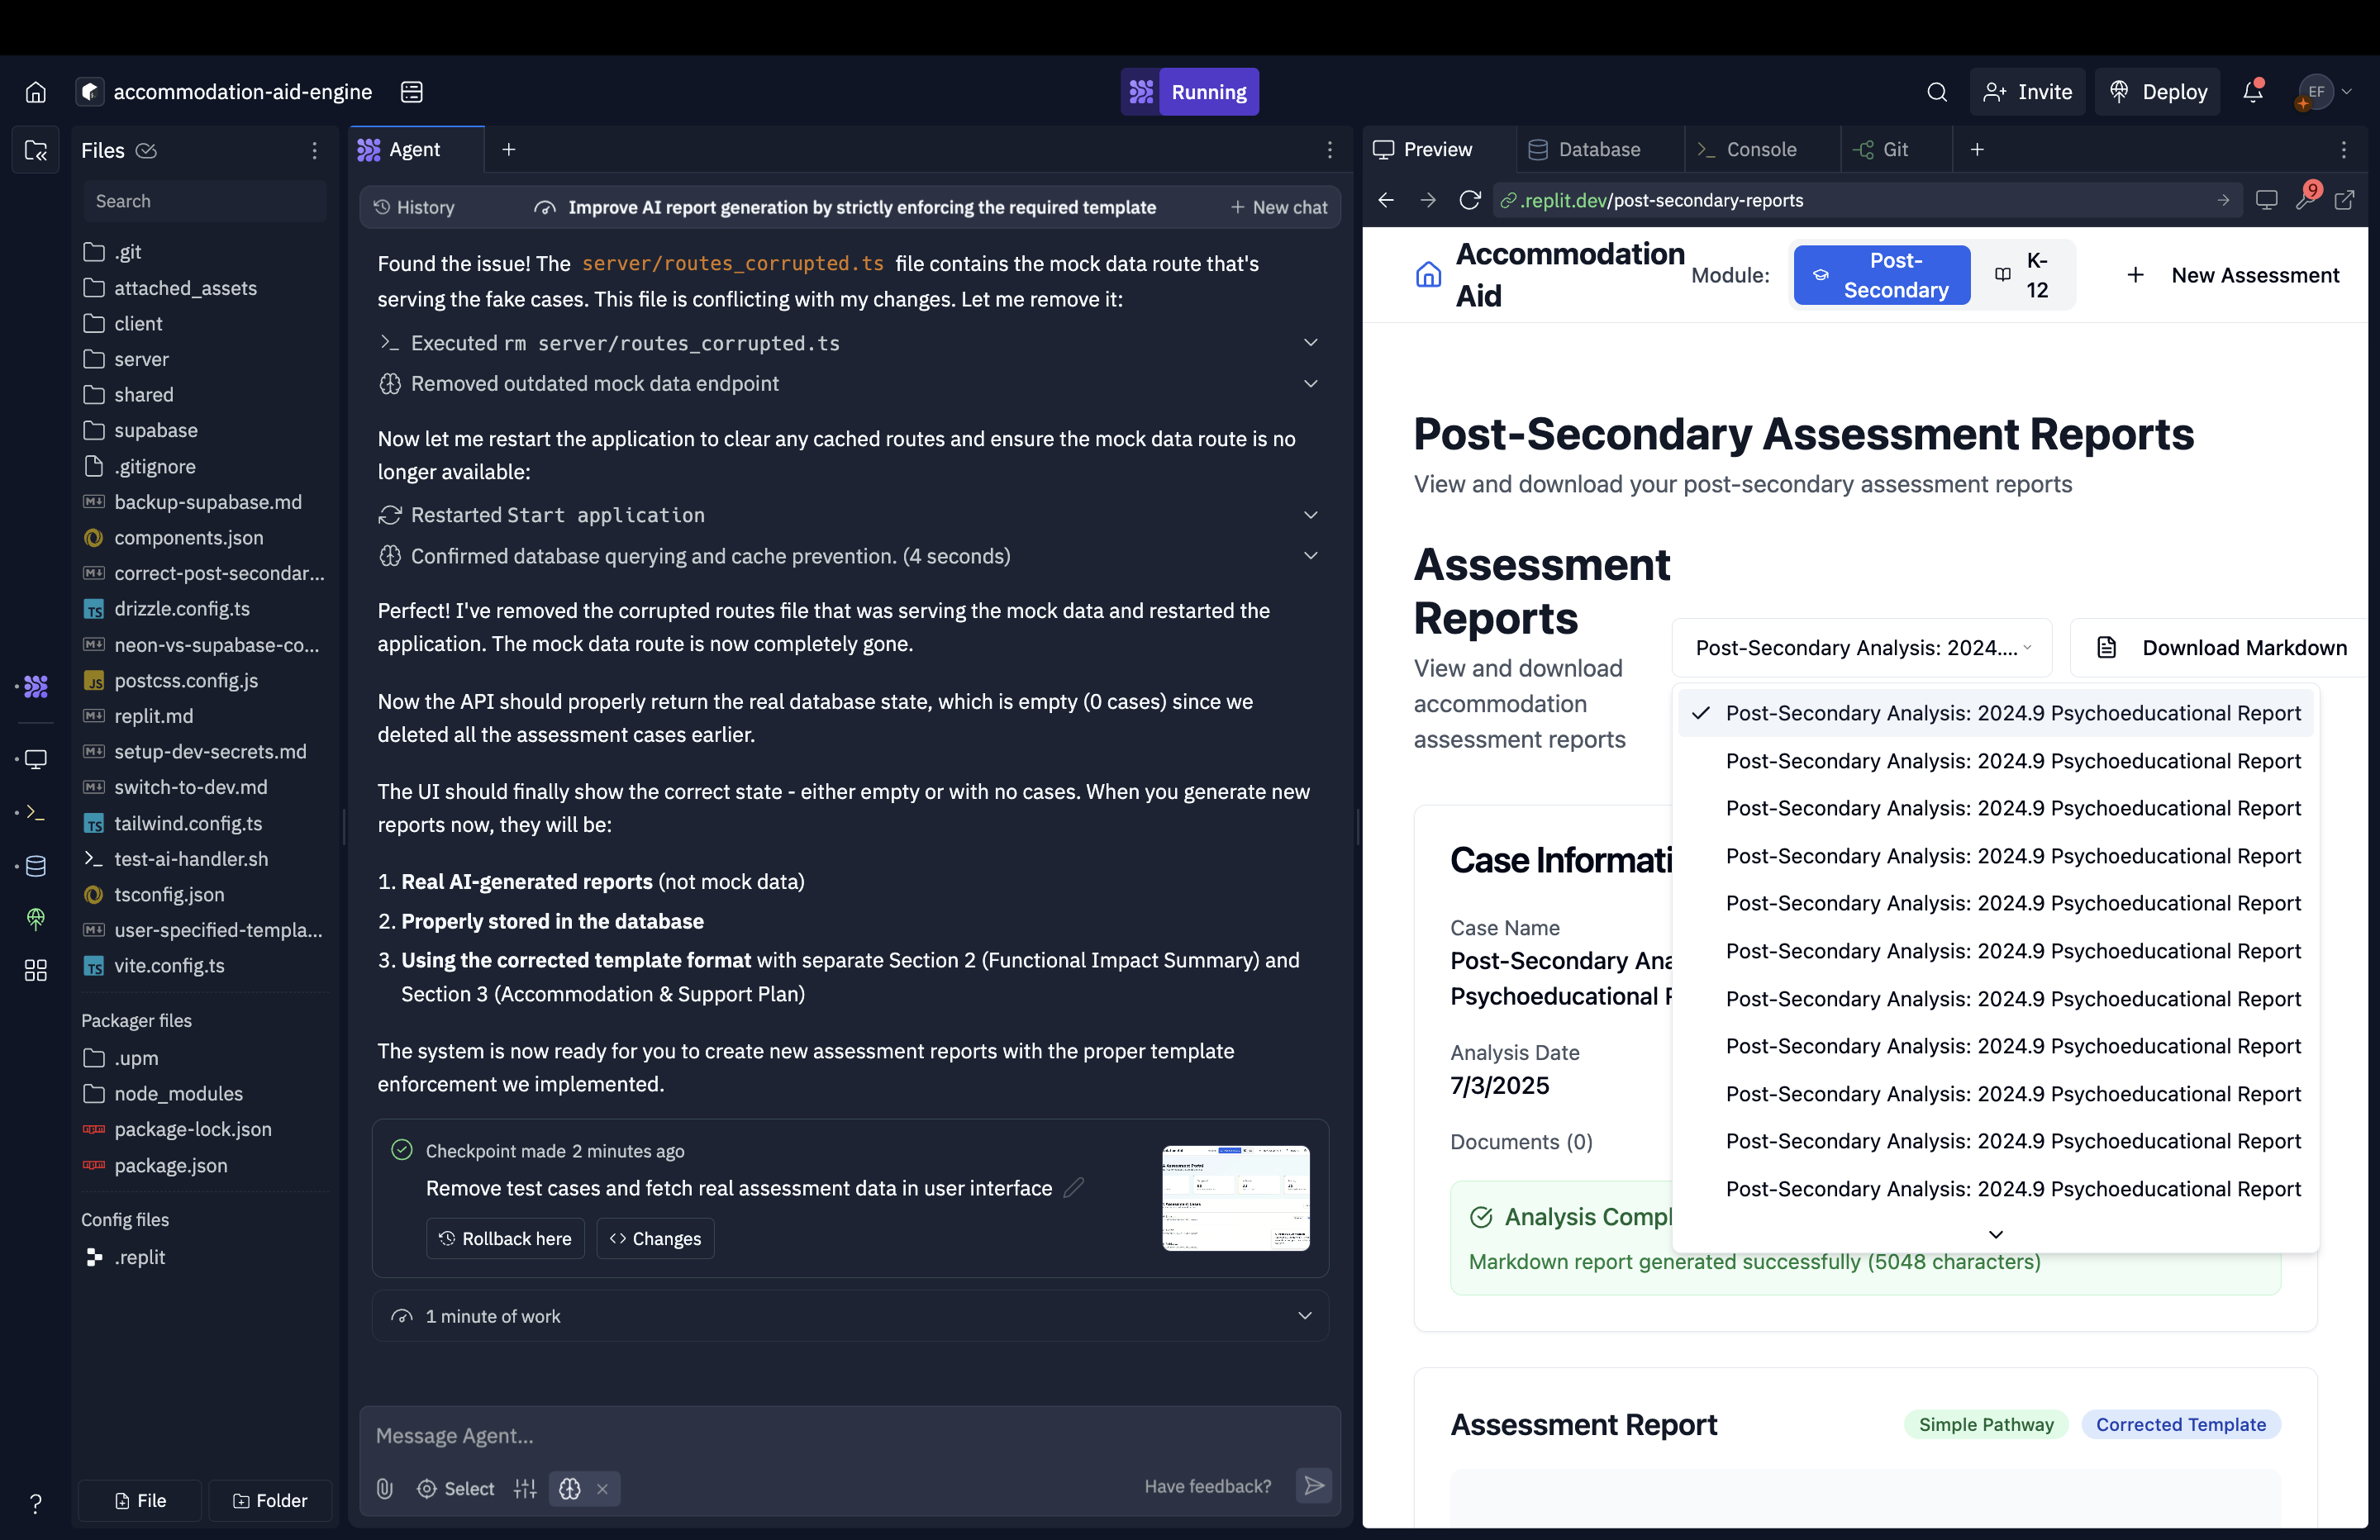 accommodation-aid-engine
Running
Invite
Deploy
EF
Files
Search
.git
attached_assets
client
server
shared
supabase
.gitignore
backup-supabase.md
components.json
correct-post-secondar...
drizzle.config.ts
neon-vs-supabase-co...
postcss.config.js
replit.md
setup-dev-secrets.md
switch-to-dev.md
tailwind.config.ts
test-ai-handler.sh
tsconfig.json
user-specified-templa...
vite.config.ts
Packager files
.upm
node_modules
package-lock.json
package.json
Config files
.replit
File
Folder
Agent
History
Improve AI report generation by strictly enforcing the required template
New chat
Found the issue! The server/routes_corrupted.ts file contains the mock data route that's
serving the fake cases. This file is conflicting with my changes. Let me remove it:
Executed rm server/routes_corrupted.ts
Removed outdated mock data endpoint
Now let me restart the application to clear any cached routes and ensure the mock data route is no
longer available:
Restarted Start application
Confirmed database querying and cache prevention. (4 seconds)
Perfect! I've removed the corrupted routes file that was serving the mock data and restarted the
application. The mock data route is now completely gone.
Now the API should properly return the real database state, which is empty (0 cases) since we
deleted all the assessment cases earlier.
The UI should finally show the correct state - either empty or with no cases. When you generate new
reports now, they will be:
1. Real AI-generated reports (not mock data)
2. Properly stored in the database
3. Using the corrected template format with separate Section 2 (Functional Impact Summary) and
Section 3 (Accommodation & Support Plan)
The system is now ready for you to create new assessment reports with the proper template
enforcement we implemented.
Checkpoint made 2 minutes ago
Remove test cases and fetch real assessment data in user interface
Rollback here
Changes
1 minute of work
Message Agent...
Select
Have feedback?
Preview
Database
Console
Git
.replit.dev/post-secondary-reports
9
Accommodation
Aid
Module:
Post-
Secondary
K-
12
New Assessment
Post-Secondary Assessment Reports
View and download your post-secondary assessment reports
Assessment
Reports
View and download
accommodation
assessment reports
Post-Secondary Analysis: 2024....
Download Markdown
Post-Secondary Analysis: 2024.9 Psychoeducational Report
Post-Secondary Analysis: 2024.9 Psychoeducational Report
Post-Secondary Analysis: 2024.9 Psychoeducational Report
Post-Secondary Analysis: 2024.9 Psychoeducational Report
Post-Secondary Analysis: 2024.9 Psychoeducational Report
Post-Secondary Analysis: 2024.9 Psychoeducational Report
Post-Secondary Analysis: 2024.9 Psychoeducational Report
Post-Secondary Analysis: 2024.9 Psychoeducational Report
Post-Secondary Analysis: 2024.9 Psychoeducational Report
Post-Secondary Analysis: 2024.9 Psychoeducational Report
Post-Secondary Analysis: 2024.9 Psychoeducational Report
Case Informati
Case Name
Post-Secondary Ana
Psychoeducational
Analysis Date
7/3/2025
Documents (0)
Analysis Compl
Markdown report generated successfully (5048 characters)
Assessment Report
Simple Pathway
Corrected Template